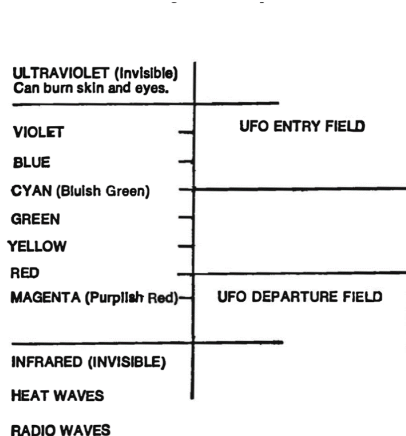 ULTRAVIOLET (Invisible)
Can burn skin and eyes.
VIOLET
UFO ENTRY FIELD
BLUE
CYAN (Bluish Green)
GREEN
YELLOW
RED
MAGENTA (Purplish Red)
UFO DEPARTURE FIELD
INFRARED (INVISIBLE)
HEAT WAVES
RADIO WAVES